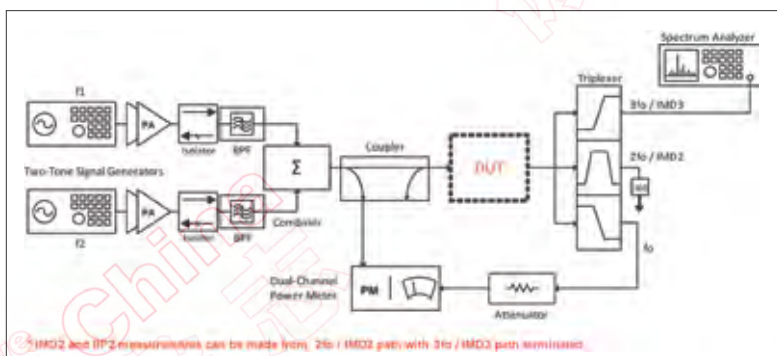 Spectrum Analyzer
f1
Triplexer
PA
3fo / IMD3
Isolator
BPF
Coupler
DUT
2fo / IMD2
Two-Tone Signal Generators
Σ
PA
Combiner
Isolator
BPF
f2
fo
Dual-Channel
Power Meter
PM
Attenuator
* IMD2 and IIP2 measurements can be made from 2fo / IMD2 path with 3fo / IMD3 path terminated
China